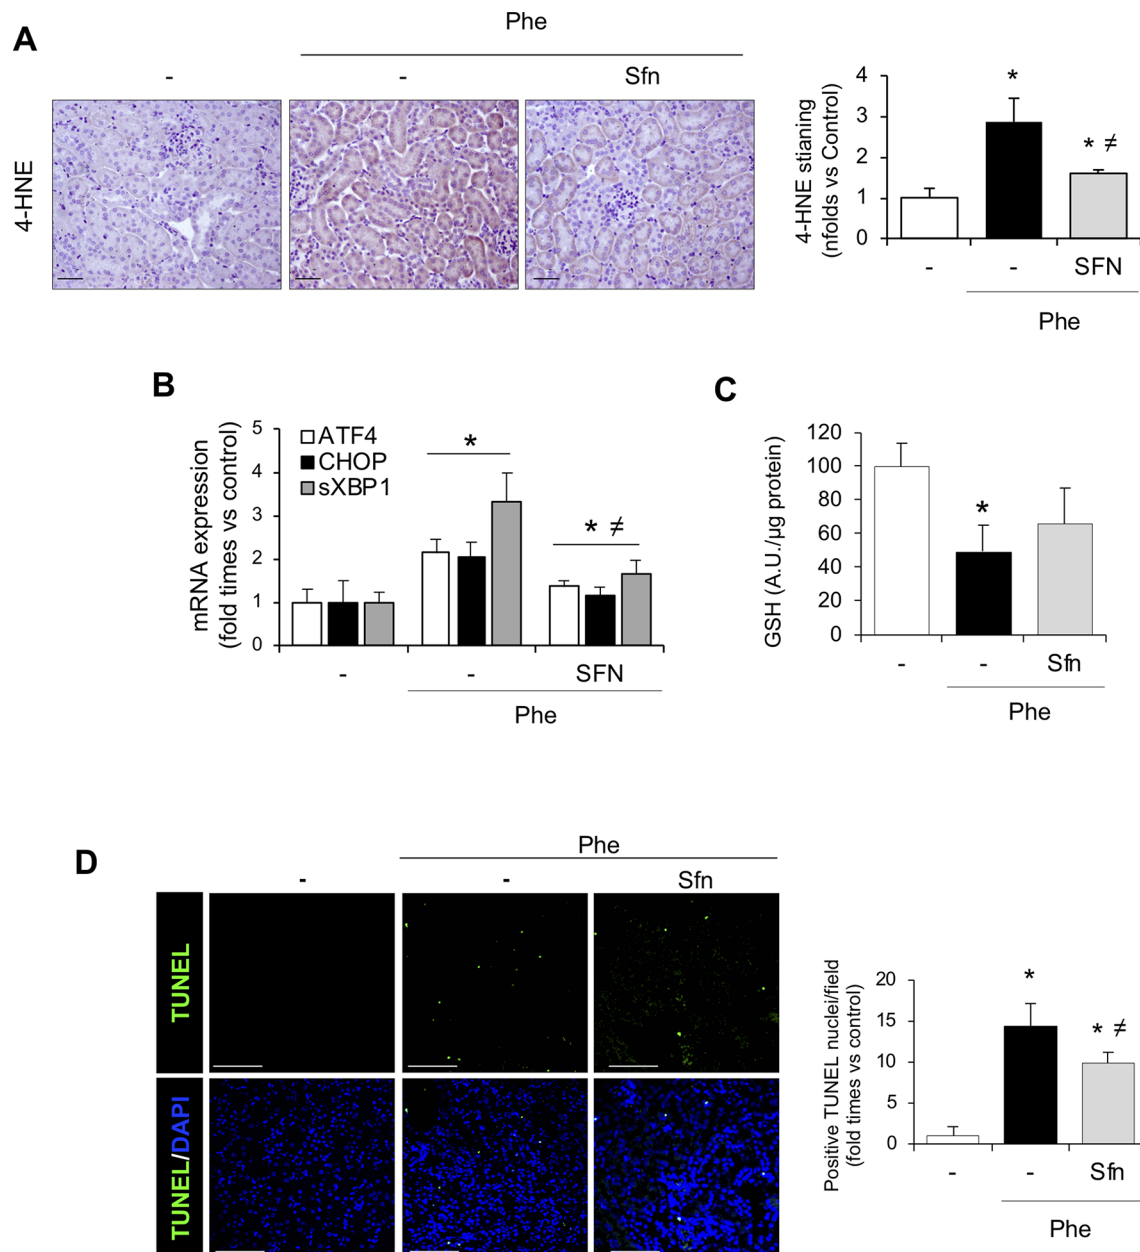 A
Phe
-
-
Sfn
4-HNE
4-HNE stianing
(nfolds vs Control)
4
3
2
1
0
*
* ≠
-
-
SFN
Phe
B
mRNA expression
(fold times vs control)
5
4
3
2
1
0
ATF4
CHOP
sXBP1
*
* ≠
-
-
SFN
Phe
C
GSH (A.U./µg protein)
120
100
80
60
40
20
0
*
-
-
Sfn
Phe
D
Phe
-
-
Sfn
TUNEL
TUNEL/DAPI
Positive TUNEL nuclei/field
(fold times vs control)
20
15
10
5
0
*
* ≠
-
-
Sfn
Phe